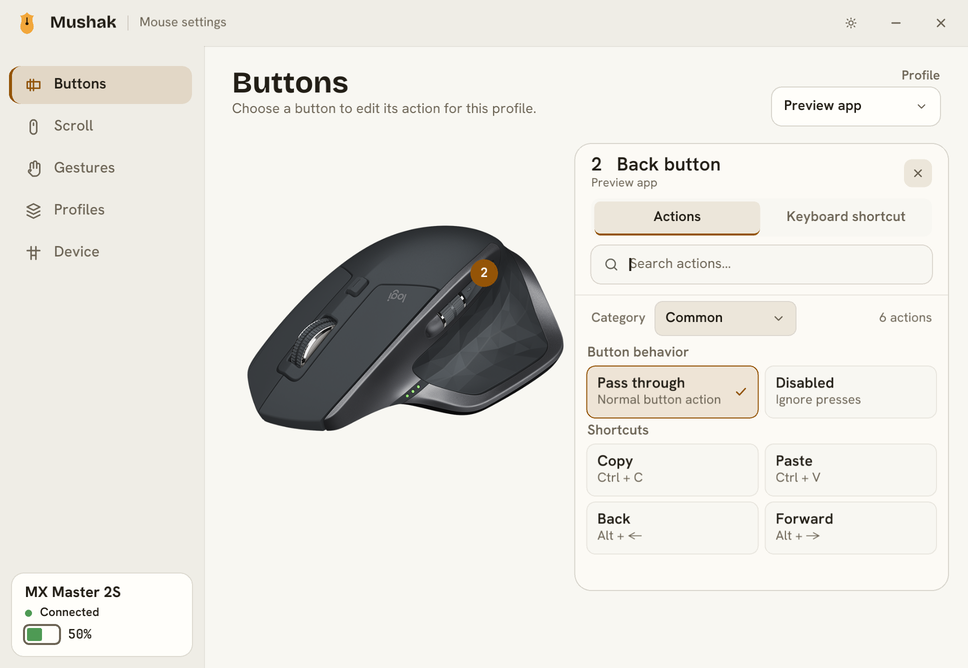 Mushak
Mouse settings
Buttons
Scroll
Gestures
Profiles
Device
MX Master 2S
Connected
50%
Buttons
Choose a button to edit its action for this profile.
Profile
Preview app
logi
2
2 Back button
Preview app
Actions
Keyboard shortcut
Search actions...
Category
Common
6 actions
Button behavior
Pass through
Normal button action
Disabled
Ignore presses
Shortcuts
Copy
Ctrl + C
Paste
Ctrl + V
Back
Alt + ←
Forward
Alt + →